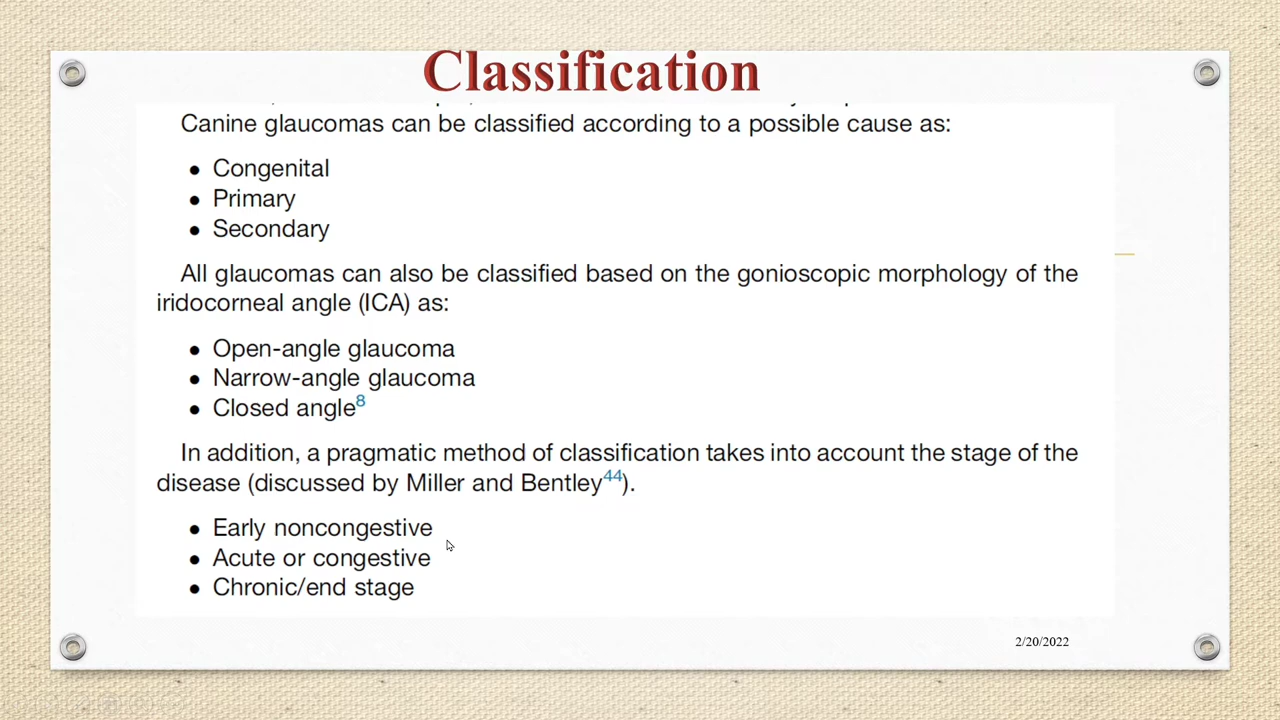 Classification
Canine glaucomas can be classified according to a possible cause as:
● Congenital
● Primary
● Secondary
All glaucomas can also be classified based on the gonioscopic morphology of the
iridocorneal angle (ICA) as:
● Open-angle glaucoma
● Narrow-angle glaucoma
● Closed angle8
In addition, a pragmatic method of classification takes into account the stage of the
disease (discussed by Miller and Bentley44).
● Early noncongestive
● Acute or congestive
● Chronic/end stage
2/20/2022